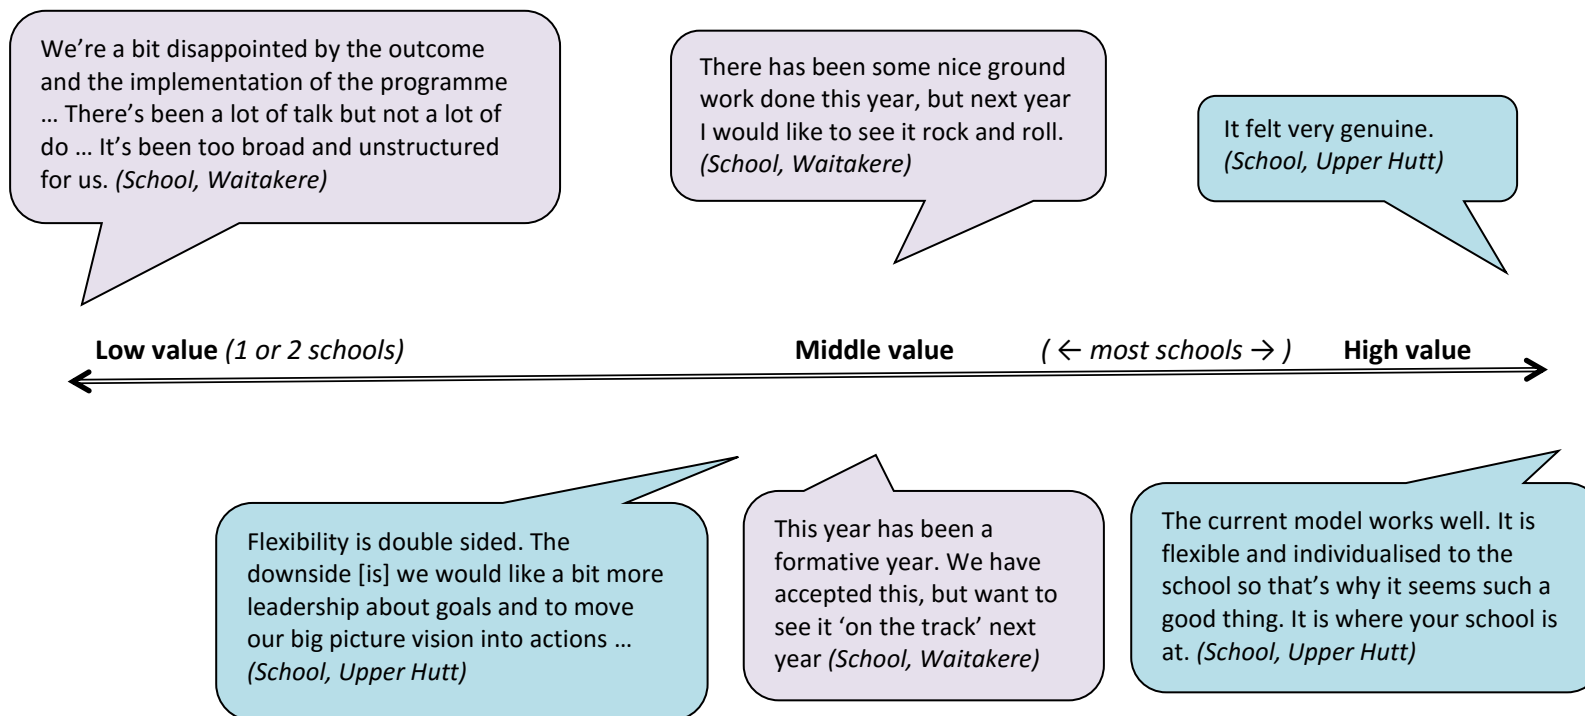 We’re a bit disappointed by the outcome
and the implementation of the programme
… There’s been a lot of talk but not a lot of
do … It’s been too broad and unstructured
for us. (School, Waitakere)
There has been some nice ground
work done this year, but next year
I would like to see it rock and roll.
(School, Waitakere)
It felt very genuine.
(School, Upper Hutt)
Low value (1 or 2 schools)
Middle value
( ← most schools → )
High value
Flexibility is double sided. The
downside [is] we would like a bit more
leadership about goals and to move
our big picture vision into actions …
(School, Upper Hutt)
This year has been a
formative year. We have
accepted this, but want to
see it ‘on the track’ next
year (School, Waitakere)
The current model works well. It is
flexible and individualised to the
school so that’s why it seems such a
good thing. It is where your school is
at. (School, Upper Hutt)